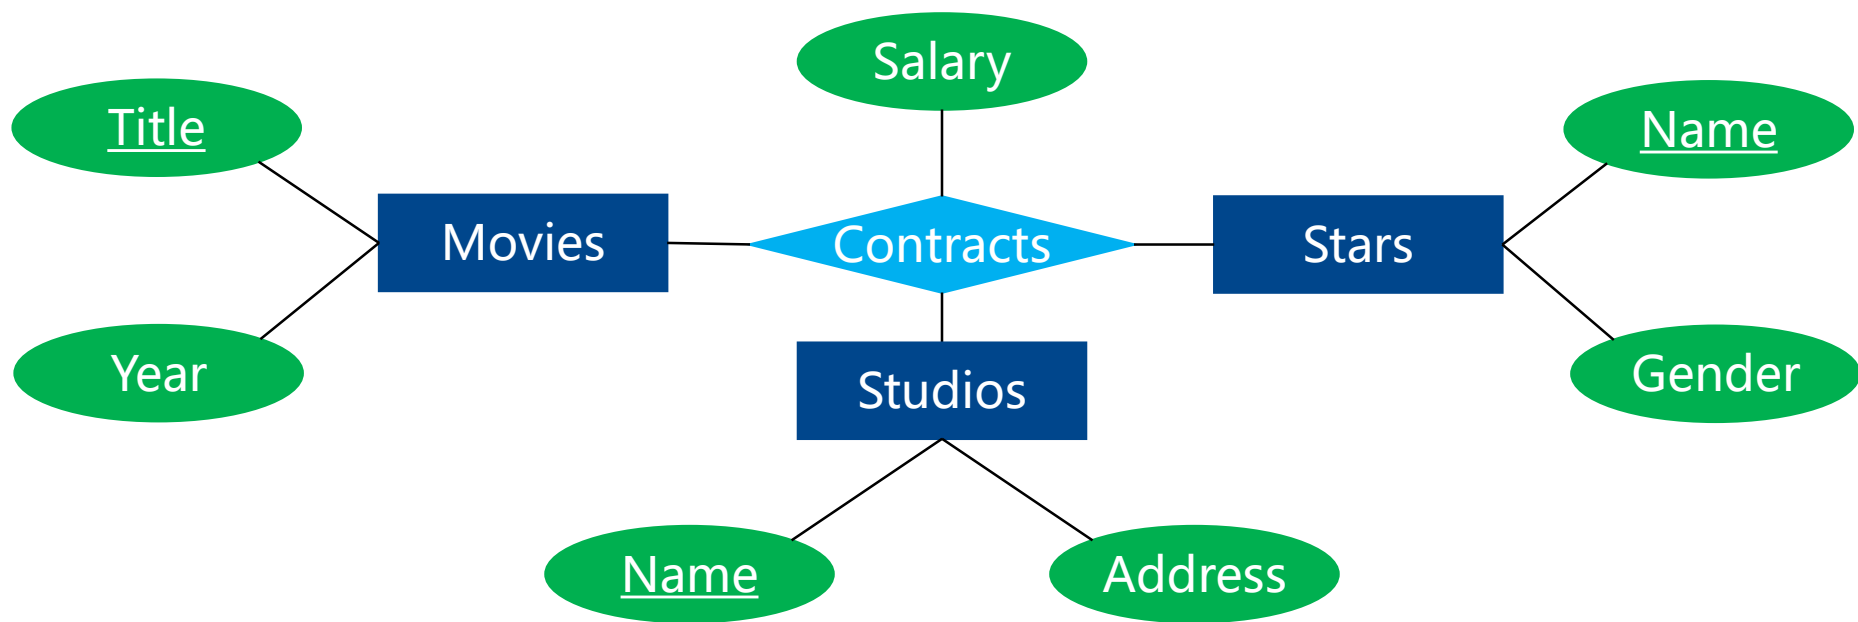 Salary
Title
Name
Movies
Contracts
Stars
Year
Studios
Gender
Name
Address